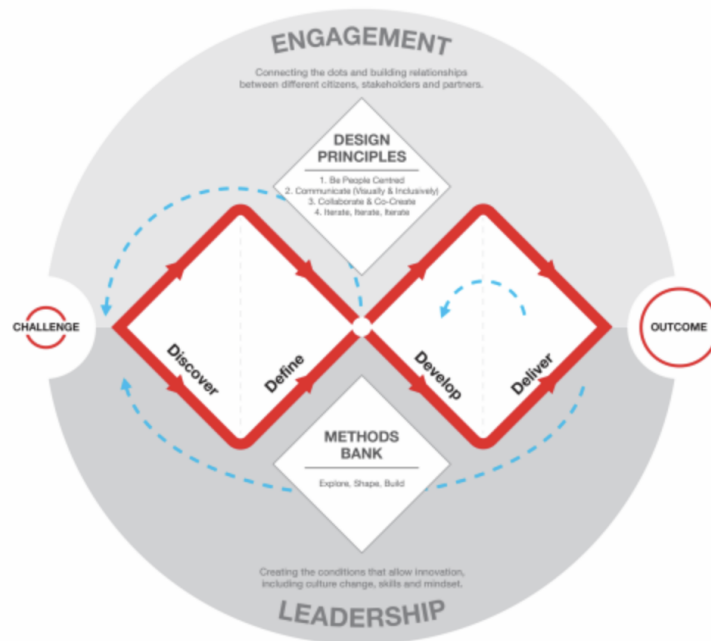 ENGAGEMENT
Connecting the dots and building relationships
between different citizens, stakeholders and partners.
DESIGN
PRINCIPLES
1. Be People Centred
2. Communicate (Visually & Inclusively)
3. Collaborate & Co-Create
4. Iterate, Iterate, Iterate
CHALLENGE
OUTCOME
Discover
Define
Develop
Deliver
METHODS
BANK
Explore, Shape, Build
Creating the conditions that allow innovation,
including culture change, skills and mindset.
LEADERSHIP